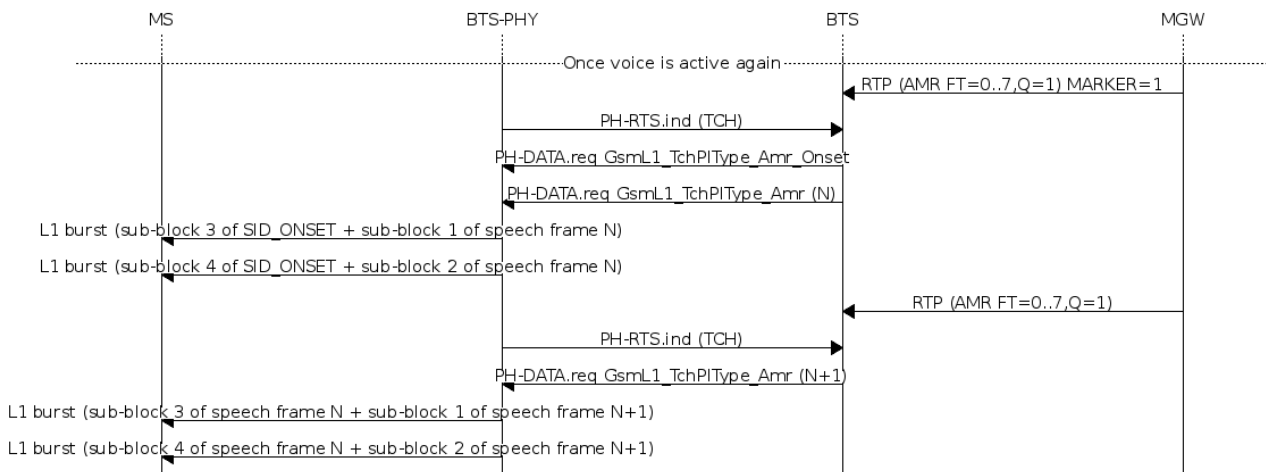 MS BTS-PHY BTS MGW
Once voice is active again
RTP (AMR FT=0..7,Q=1) MARKER=1
PH-RTS.ind (TCH)
PH-DATA.req GsmL1_TchPlType_Amr_Onset
PH-DATA.req GsmL1_TchPlType_Amr (N)
L1 burst (sub-block 3 of SID_ONSET + sub-block 1 of speech frame N)
L1 burst (sub-block 4 of SID_ONSET + sub-block 2 of speech frame N)
RTP (AMR FT=0..7,Q=1)
PH-RTS.ind (TCH)
PH-DATA.req GsmL1_TchPlType_Amr (N+1)
L1 burst (sub-block 3 of speech frame N + sub-block 1 of speech frame N+1)
L1 burst (sub-block 4 of speech frame N + sub-block 2 of speech frame N+1)